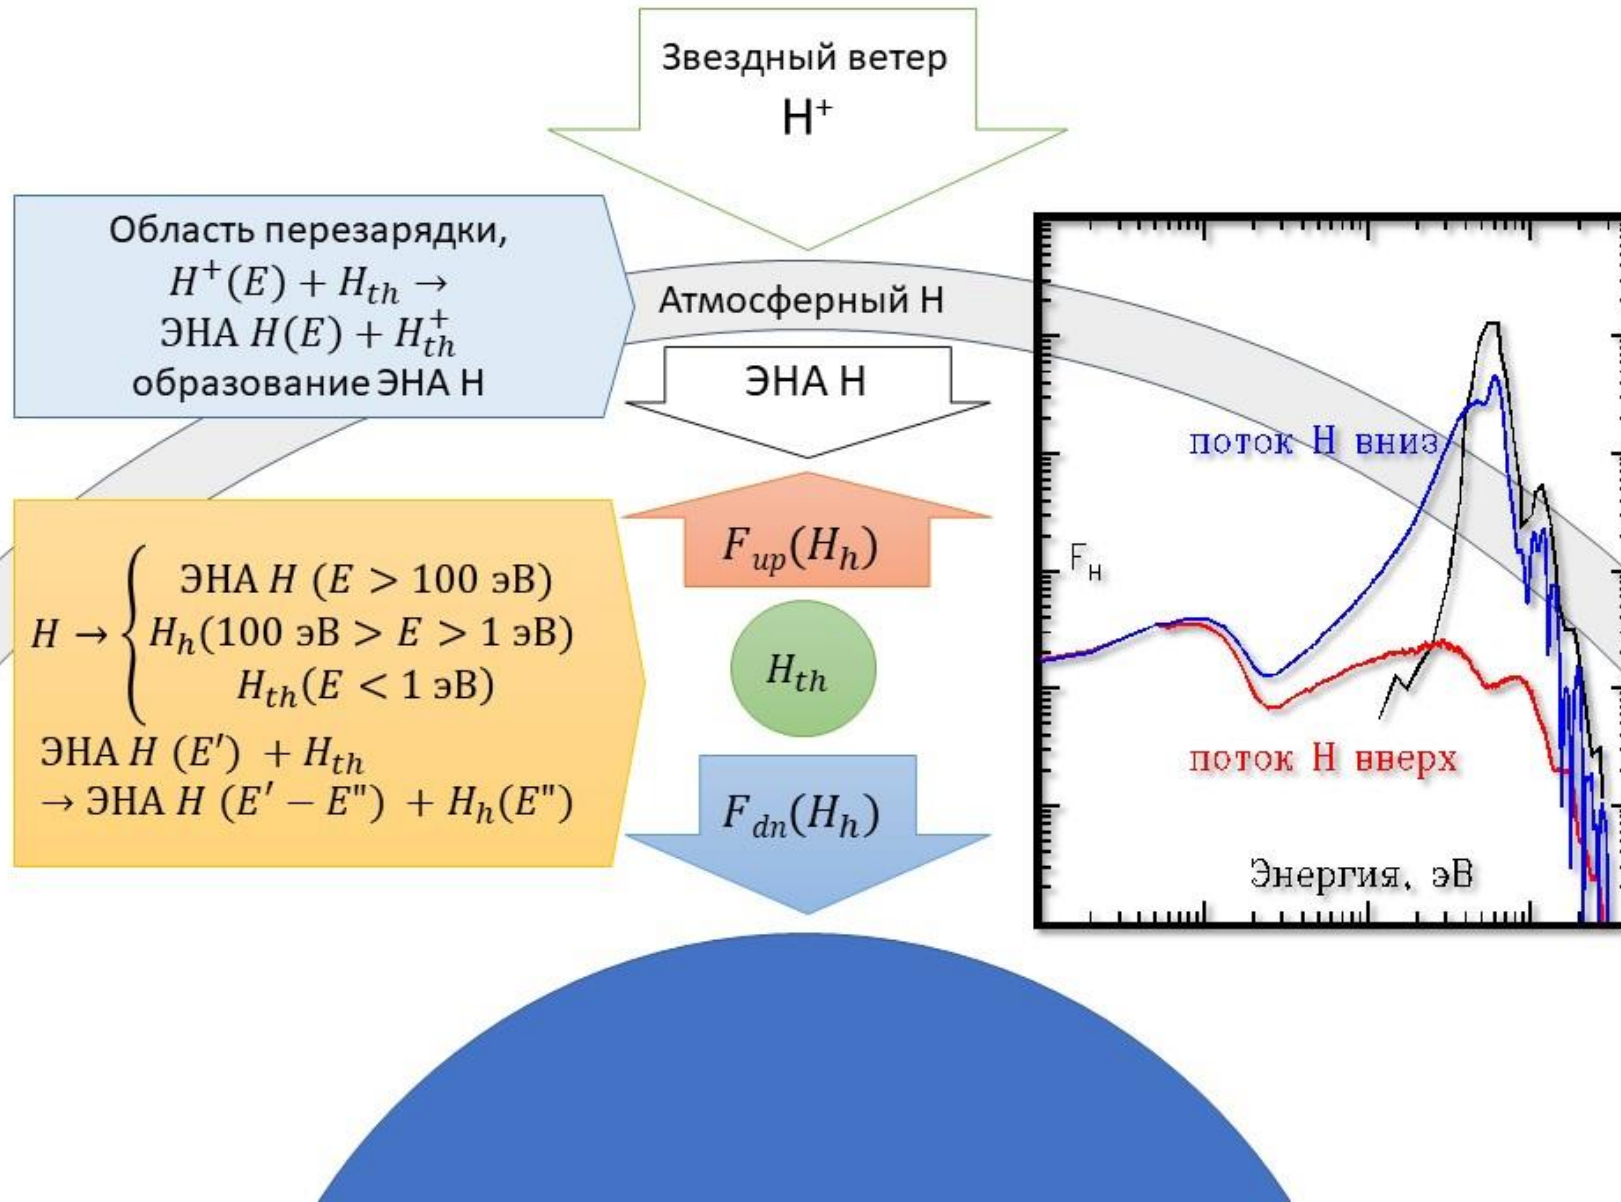 Звездный ветер
H⁺
Область перезарядки,
H⁺(E) + H_th →
ЭНА H(E) + H_th⁺
образование ЭНА Н
Атмосферный Н
ЭНА Н
F_up(H_h)
H → { ЭНА H (E > 100 эВ)
H_h(100 эВ > E > 1 эВ)
H_th(E < 1 эВ)
ЭНА H (E′) + H_th
→ ЭНА H (E′ − E") + H_h(E")
H_th
F_dn(H_h)
поток Н вниз
F_H
поток Н вверх
Энергия, эВ